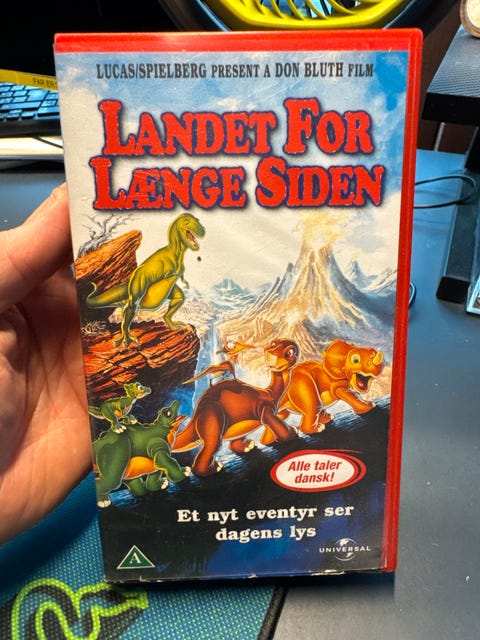 LUCAS/SPIELBERG PRESENT A DON BLUTH FILM
LANDET FOR
LÆNGE SIDEN
Alle taler
dansk!
Et nyt eventyr ser
dagens lys
A
UNIVERSAL